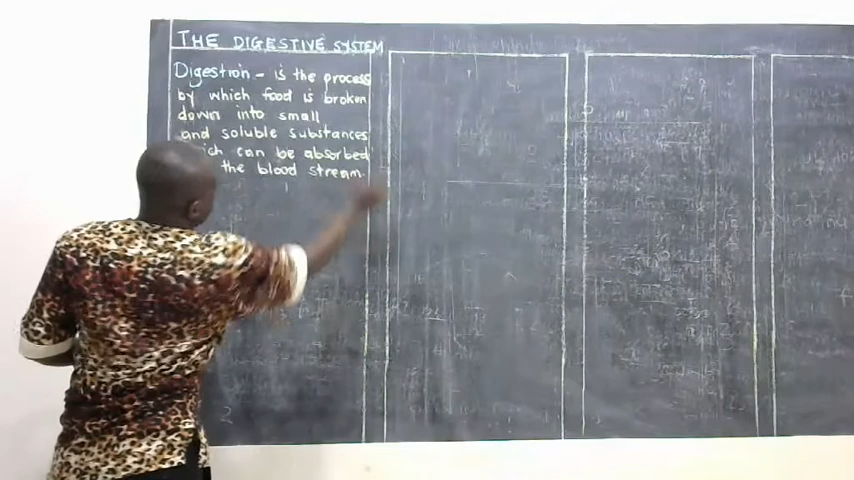 THE DIGESTIVE SYSTEM
Digestion - is the process
by which food is broken
down into small
and soluble substances
can be absorbed
the blood stream.